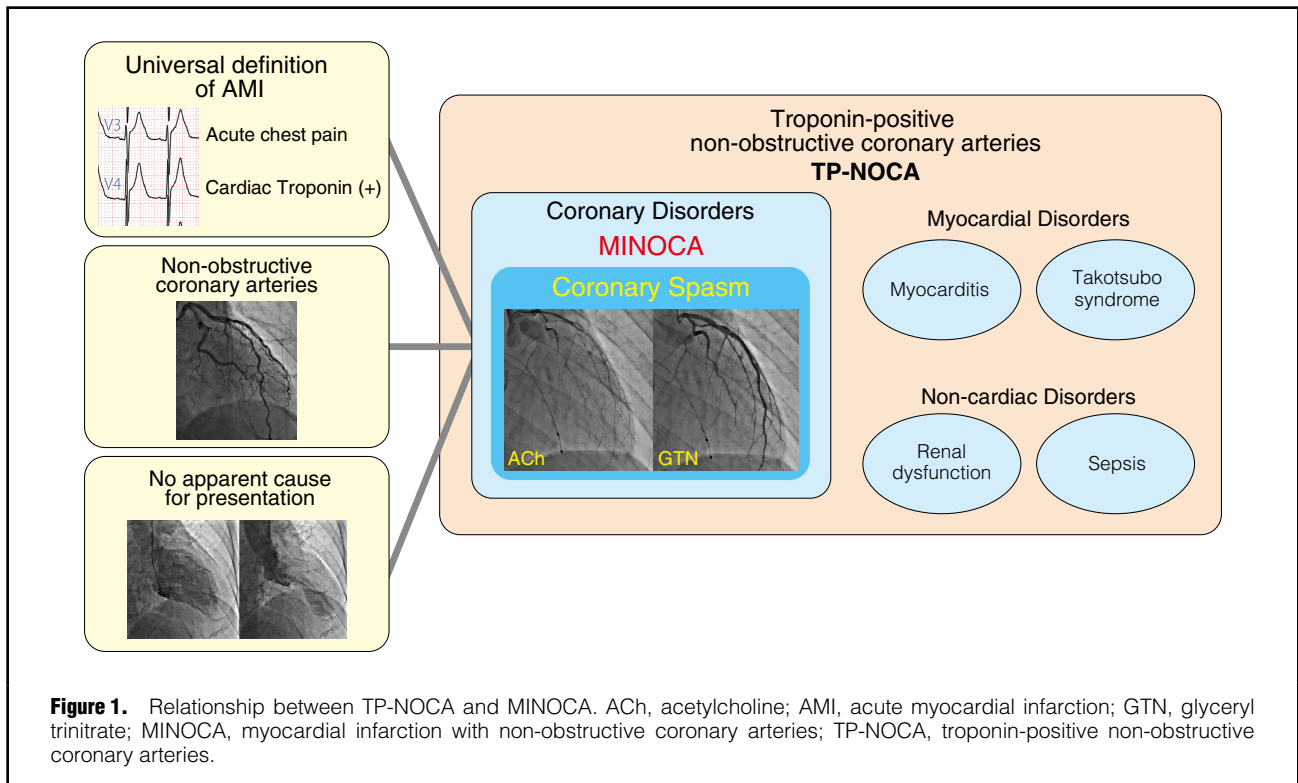 Universal definition
of AMI
V3
Acute chest pain
V4
Cardiac Troponin (+)
Non-obstructive
coronary arteries
No apparent cause
for presentation
Troponin-positive
non-obstructive coronary arteries
TP-NOCA
Coronary Disorders
MINOCA
Coronary Spasm
ACh
GTN
Myocardial Disorders
Myocarditis
Takotsubo
syndrome
Non-cardiac Disorders
Renal
dysfunction
Sepsis
Figure 1. Relationship between TP-NOCA and MINOCA. ACh, acetylcholine; AMI, acute myocardial infarction; GTN, glyceryl
trinitrate; MINOCA, myocardial infarction with non-obstructive coronary arteries; TP-NOCA, troponin-positive non-obstructive
coronary arteries.